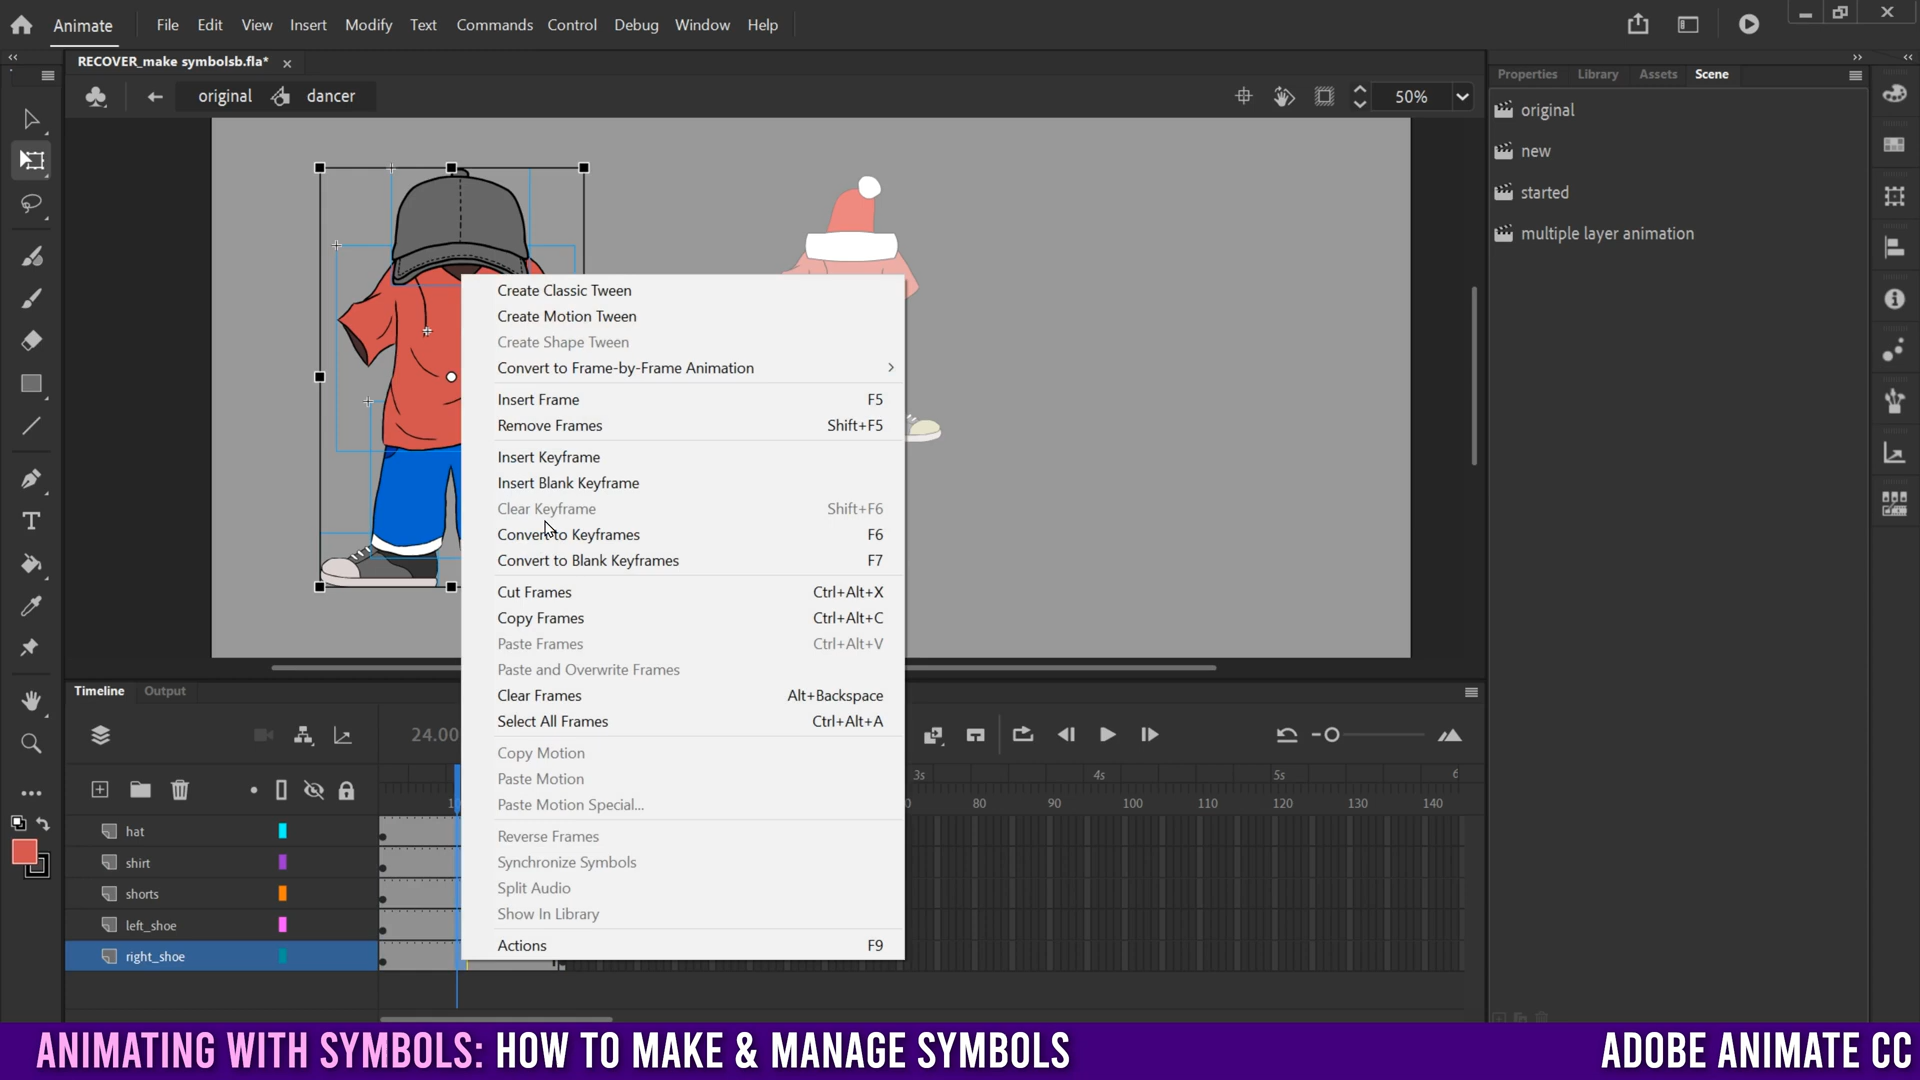 Animate File Edit View Insert Modify Text Commands Control Debug Window Help
RECOVER_make symbolsb.fla*
original dancer 50%
Properties Library Assets Scene
original
new
started
multiple layer animation
Create Classic Tween
Create Motion Tween
Create Shape Tween
Convert to Frame-by-Frame Animation
Insert Frame F5
Remove Frames Shift+F5
Insert Keyframe
Insert Blank Keyframe
Clear Keyframe Shift+F6
Convert to Keyframes F6
Convert to Blank Keyframes F7
Cut Frames Ctrl+Alt+X
Copy Frames Ctrl+Alt+C
Paste Frames Ctrl+Alt+V
Paste and Overwrite Frames
Clear Frames Alt+Backspace
Select All Frames Ctrl+Alt+A
Copy Motion
Paste Motion
Paste Motion Special...
Reverse Frames
Synchronize Symbols
Split Audio
Show In Library
Actions F9
Timeline Output
24.00
3s 4s 5s
80 90 100 110 120 130 140
hat
shirt
shorts
left_shoe
right_shoe
ANIMATING WITH SYMBOLS: HOW TO MAKE & MANAGE SYMBOLS
ADOBE ANIMATE CC